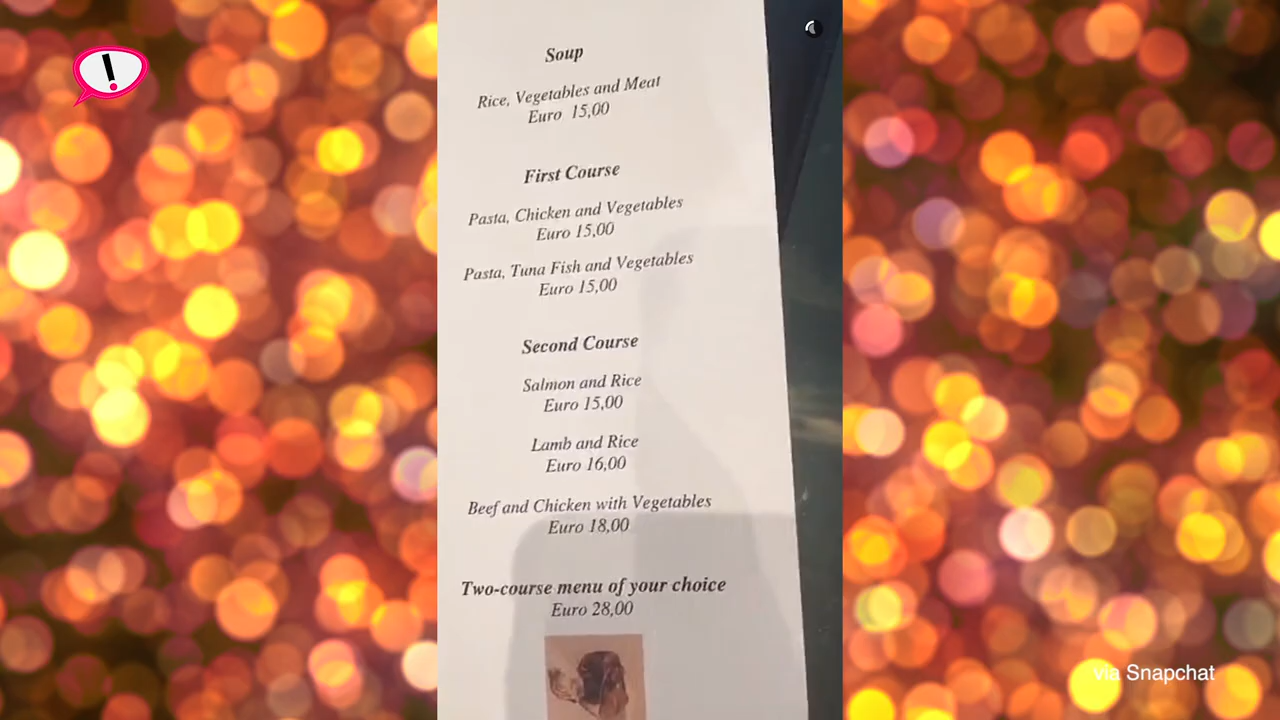 Soup
Rice, Vegetables and Meat
Euro 15,00
First Course
Pasta, Chicken and Vegetables
Euro 15,00
Pasta, Tuna Fish and Vegetables
Euro 15,00
Second Course
Salmon and Rice
Euro 15,00
Lamb and Rice
Euro 16,00
Beef and Chicken with Vegetables
Euro 18,00
Two-course menu of your choice
Euro 28,00
via Snapchat